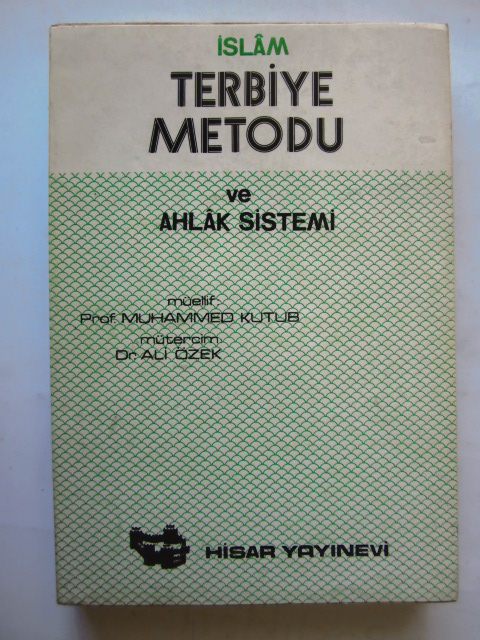 İSLÂM
TERBİYE
METODU
ve
AHLÂK SİSTEMİ
müellif:
Prof. MUHAMMED KUTUB
mütercim
Dr ALİ ÖZEK
HİSAR YAYINEVİ